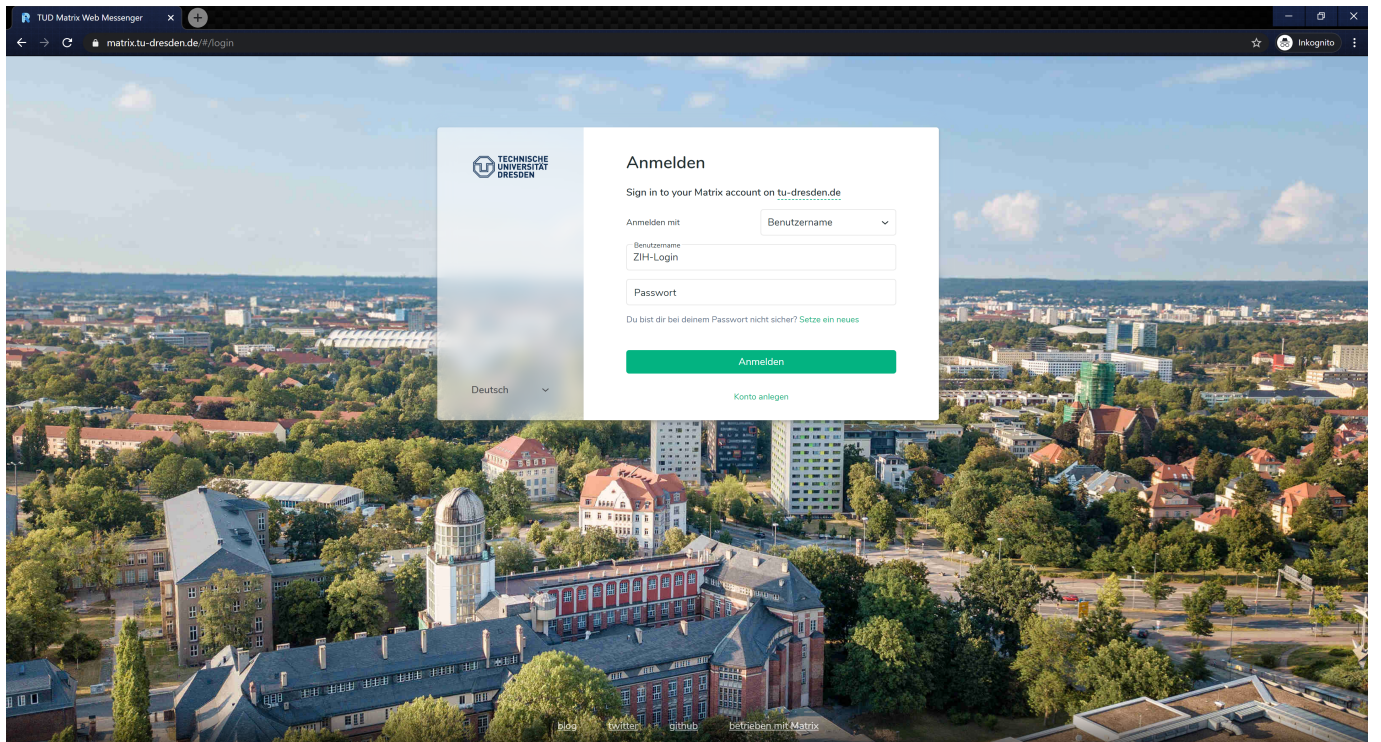 TUD Matrix Web Messenger
matrix.tu-dresden.de/#/login
Inkognito
TECHNISCHE
UNIVERSITÄT
DRESDEN
Deutsch
Anmelden
Sign in to your Matrix account on tu-dresden.de
Anmelden mit
Benutzername
Benutzername
ZIH-Login
Passwort
Du bist dir bei deinem Passwort nicht sicher? Setze ein neues
Anmelden
Konto anlegen
blog twitter github betrieben mit Matrix